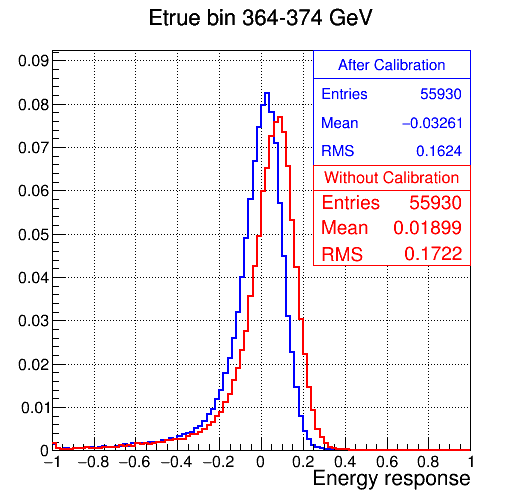 Etrue bin 364-374 GeV
After Calibration
Entries 55930
Mean −0.03261
RMS 0.1624
Without Calibration
Entries 55930
Mean 0.01899
RMS 0.1722
0.09
0.08
0.07
0.06
0.05
0.04
0.03
0.02
0.01
0
−1 −0.8 −0.6 −0.4 −0.2 0 0.2 0.4 0.6 0.8 1
Energy response